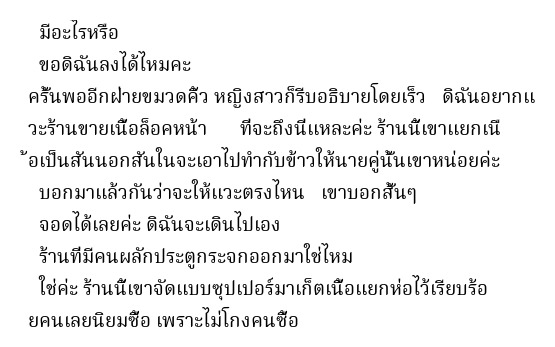 มีอะไรหรือ
ขอดิฉันลงได้ไหมคะ
ครั้นพออีกฝ่ายขมวดคิ้ว หญิงสาวก็รีบอธิบายโดยเร็ว ดิฉันอยากแ
วะร้านขายเนื้อล็อคหน้า ที่จะถึงนี่แหละค่ะ ร้านนี้เขาแยกเนื
้อเป็นสันนอกสันในจะเอาไปทำกับข้าวให้นายคู่นั้นเขาหน่อยค่ะ
บอกมาแล้วกันว่าจะให้แวะตรงไหน เขาบอกสั้นๆ
จอดได้เลยค่ะ ดิฉันจะเดินไปเอง
ร้านที่มีคนผลักประตูกระจกออกมาใช่ไหม
ใช่ค่ะ ร้านนี้เขาจัดแบบซุปเปอร์มาเก็ตเนื้อแยกห่อไว้เรียบร้อ
ยคนเลยนิยมซื้อ เพราะไม่โกงคนซื้อ